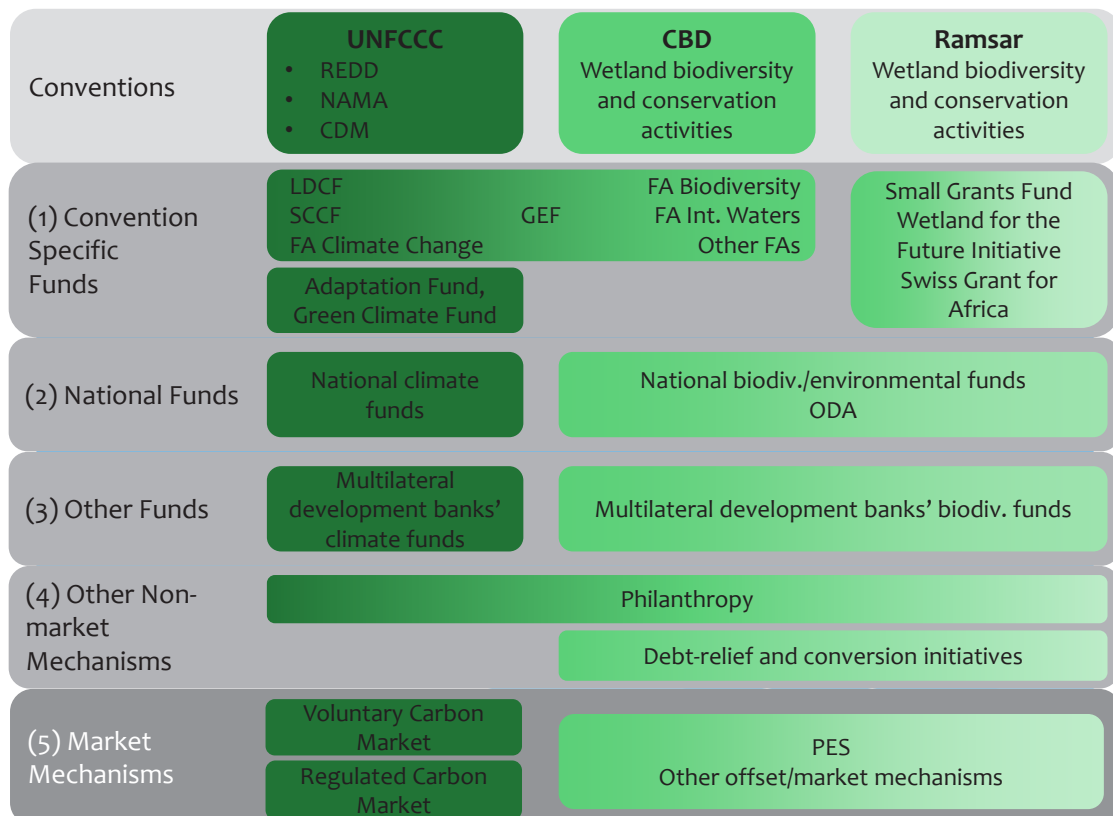 Conventions
UNFCCC
• REDD
• NAMA
• CDM
CBD
Wetland biodiversity
and conservation
activities
Ramsar
Wetland biodiversity
and conservation
activities
(1) Convention
Specific
Funds
LDCF
SCCF
FA Climate Change
GEF
FA Biodiversity
FA Int. Waters
Other FAs
Adaptation Fund,
Green Climate Fund
Small Grants Fund
Wetland for the
Future Initiative
Swiss Grant for
Africa
(2) National Funds
National climate
funds
National biodiv./environmental funds
ODA
(3) Other Funds
Multilateral
development banks’
climate funds
Multilateral development banks’ biodiv. funds
(4) Other Non-
market
Mechanisms
Philanthropy
Debt-relief and conversion initiatives
(5) Market
Mechanisms
Voluntary Carbon
Market
Regulated Carbon
Market
PES
Other offset/market mechanisms